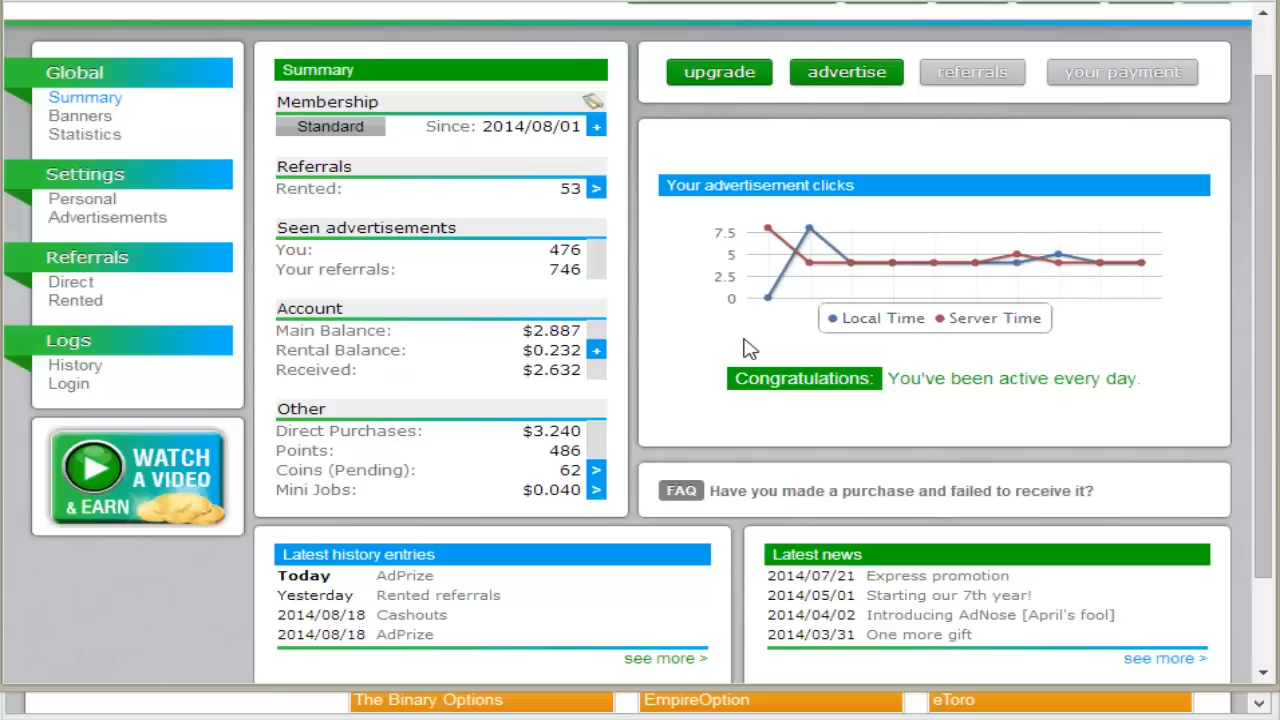 Global
Summary
Banners
Statistics
Settings
Personal
Advertisements
Referrals
Direct
Rented
Logs
History
Login
WATCH
A VIDEO
& EARN
Summary
Membership
Standard Since: 2014/08/01 +
Referrals
Rented: 53 >
Seen advertisements
You: 476
Your referrals: 746
Account
Main Balance: $2.887
Rental Balance: $0.232 +
Received: $2.632
Other
Direct Purchases: $3.240
Points: 486
Coins (Pending): 62 >
Mini Jobs: $0.040 >
upgrade advertise referrals your payment
Your advertisement clicks
7.5
5
2.5
0
Local Time Server Time
Congratulations: You've been active every day.
FAQ Have you made a purchase and failed to receive it?
Latest history entries
Today AdPrize
Yesterday Rented referrals
2014/08/18 Cashouts
2014/08/18 AdPrize
see more >
Latest news
2014/07/21 Express promotion
2014/05/01 Starting our 7th year!
2014/04/02 Introducing AdNose [April's fool]
2014/03/31 One more gift
see more >
The Binary Options EmpireOption eToro